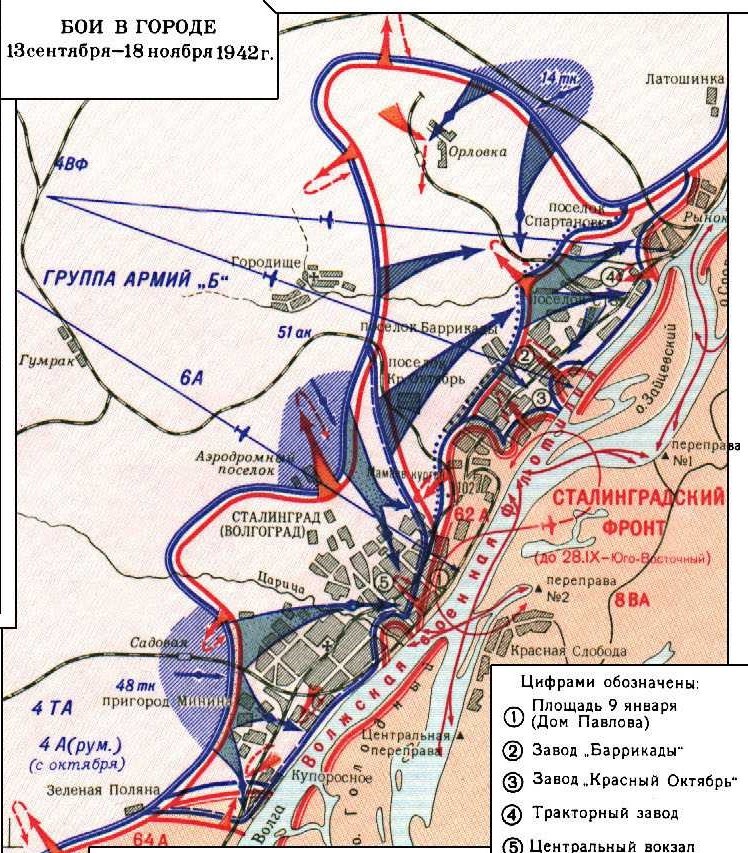 БОИ В ГОРОДЕ
13 сентября–18 ноября 1942 г.
14 тк
Латошинка
Орловка
4ВФ
поселок
Спартановка
Рынок
Городище
ГРУППА АРМИЙ „Б"
4
поселок
51 ак
поселок Баррикады
Гумрак
поселок
Кр. Октябрь
2
о. Зайцевский
6А
3
Аэродромный
поселок
переправа
№1
Мамаев курган
102
СТАЛИНГРАД
(ВОЛГОГРАД)
62 А
СТАЛИНГРАДСКИЙ
ФРОНТ
(до 28.IX–Юго-Восточный)
Царица
5
1
переправа
№2
8ВА
Садовая
Красная Слобода
48 тк
пригород Минина
4 ТА
4 А(рум.)
(с октября)
Волжская военная флотилия
Центральная
переправа
Зеленая Поляна
Купоросное
Волга
о. Голодный
64А
Цифрами обозначены:
1 Площадь 9 января
(Дом Павлова)
2 Завод „Баррикады"
3 Завод „Красный Октябрь"
4 Тракторный завод
5 Центральный вокзал